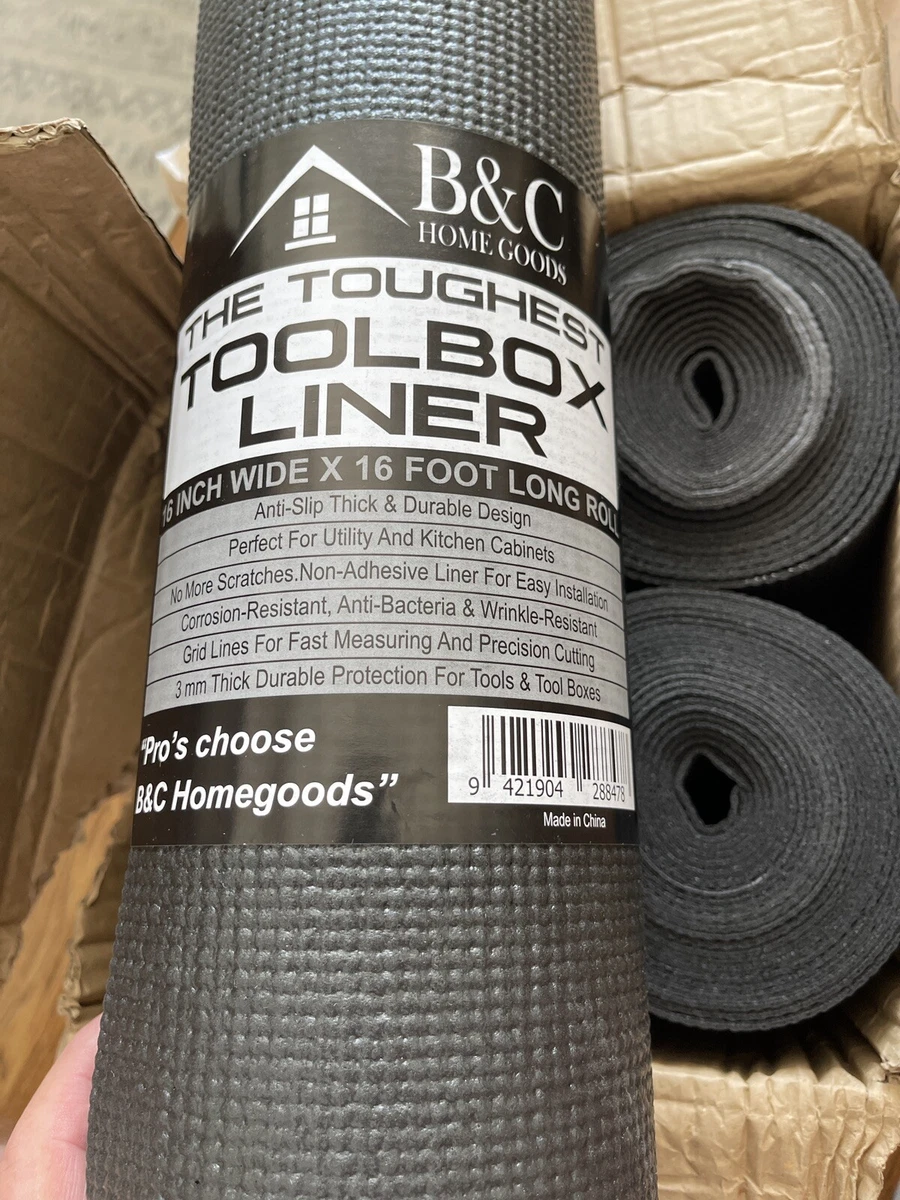 B&C
HOME GOODS
THE TOUGHEST
TOOLBOX
LINER
16 INCH WIDE X 16 FOOT LONG ROLL
Anti-Slip Thick & Durable Design
Perfect For Utility And Kitchen Cabinets
No More Scratches.Non-Adhesive Liner For Easy Installation
Corrosion-Resistant, Anti-Bacteria & Wrinkle-Resistant
Grid Lines For Fast Measuring And Precision Cutting
3 mm Thick Durable Protection For Tools & Tool Boxes
“Pro's choose
B&C Homegoods”
9 421904 288478
Made in China